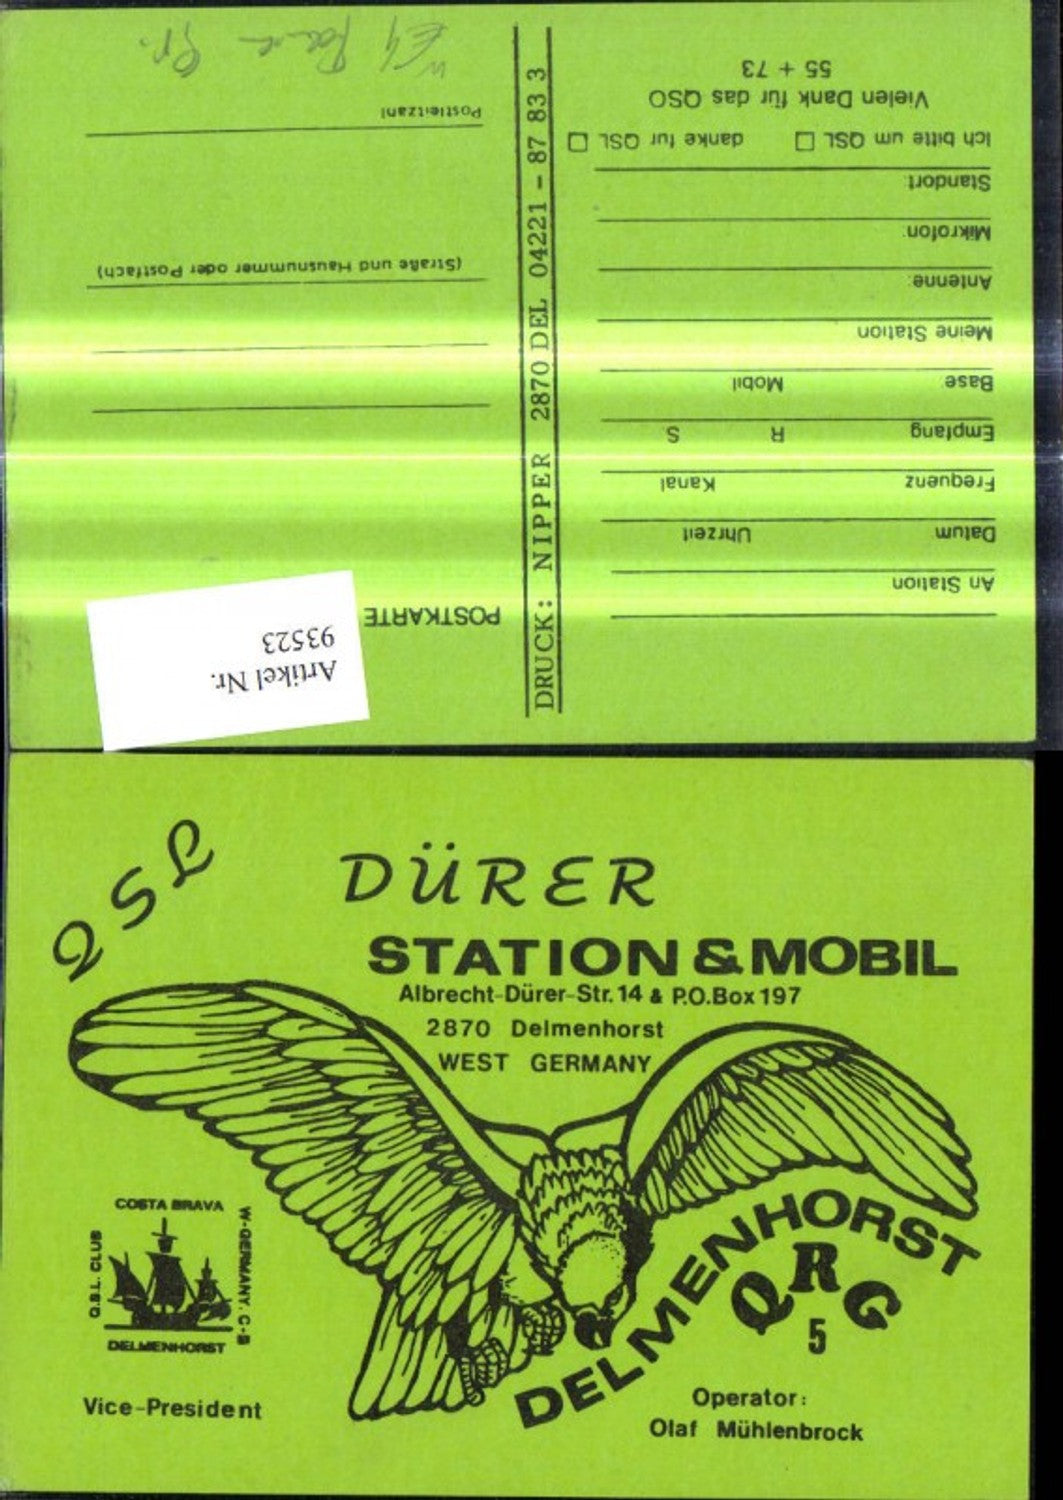 Vielen Dank für das QSO
55 + 73
Ich bitte um QSL ☐ danke für QSL ☐
Standort:
Mikrofon:
Antenne:
Meine Station
Base: Mobil
Empfang R S
Frequenz Kanal
Datum Uhrzeit
An Station
DRUCK: NIPPER 2870 DEL 04221 – 87 83 3
POSTKARTE
(Straße und Hausnummer oder Postfach)
Postleitzahl
Artikel Nr.
93523
QSL
DÜRER
STATION & MOBIL
Albrecht-Dürer-Str. 14 & P.O.Box 197
2870 Delmenhorst
WEST GERMANY
COSTA BRAVA
Q.S.L. CLUB
W-GERMANY. C-B
DELMENHORST
Vice-President
DELMENHORST
QRG
5
Operator:
Olaf Mühlenbrock